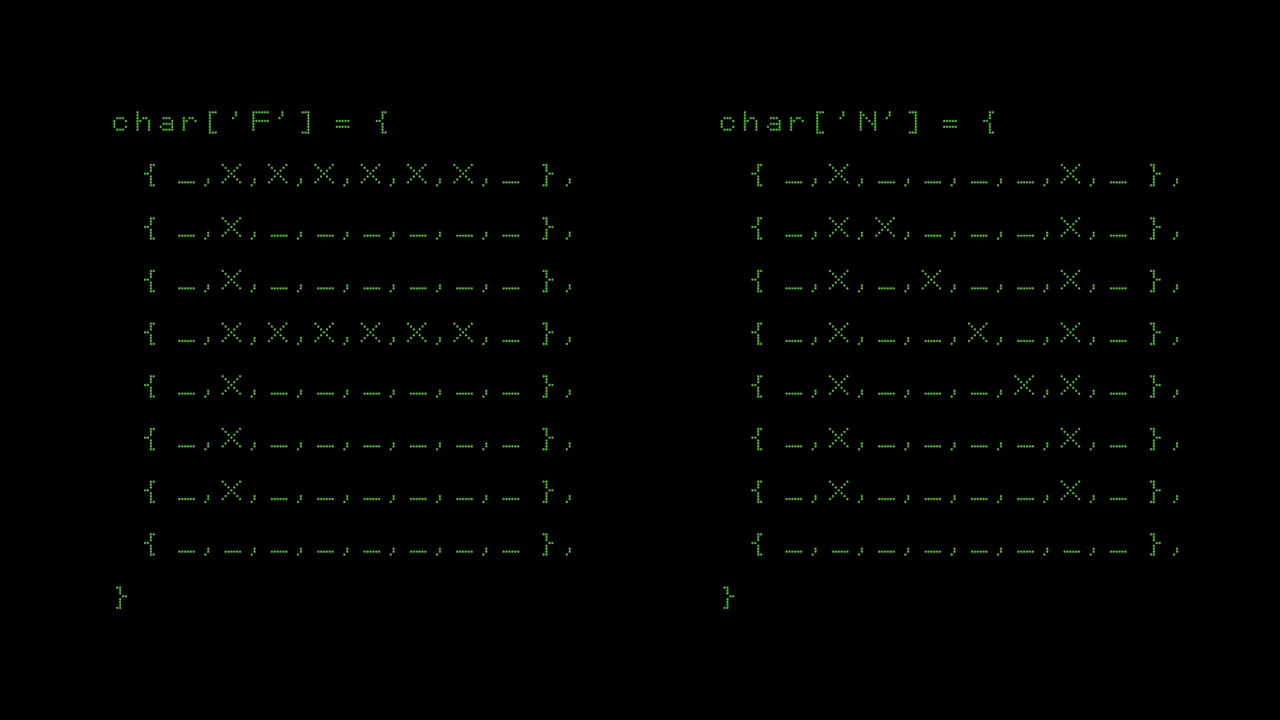 char['F'] = {
{ _,X,X,X,X,X,X,_ },
{ _,X,_,_,_,_,_,_ },
{ _,X,_,_,_,_,_,_ },
{ _,X,X,X,X,X,X,_ },
{ _,X,_,_,_,_,_,_ },
{ _,X,_,_,_,_,_,_ },
{ _,X,_,_,_,_,_,_ },
{ _,_,_,_,_,_,_,_ },
}
char['N'] = {
{ _,X,_,_,_,_,X,_ },
{ _,X,X,_,_,_,X,_ },
{ _,X,_,X,_,_,X,_ },
{ _,X,_,_,X,_,X,_ },
{ _,X,_,_,_,X,X,_ },
{ _,X,_,_,_,_,X,_ },
{ _,X,_,_,_,_,X,_ },
{ _,_,_,_,_,_,_,_ },
}